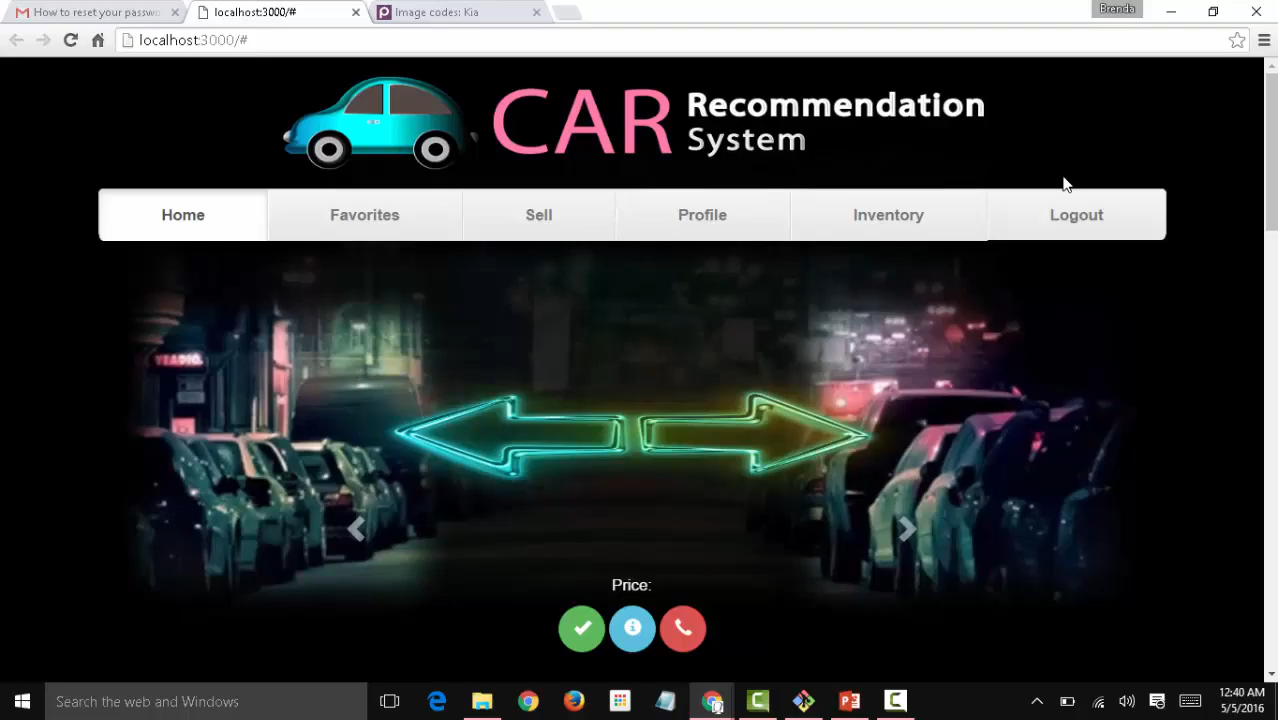 How to reset your passwo
localhost:3000/#
Image codes: Kia
Brenda
localhost:3000/#
CAR Recommendation
System
Home
Favorites
Sell
Profile
Inventory
Logout
Price:
Search the web and Windows
12:40 AM
5/5/2016